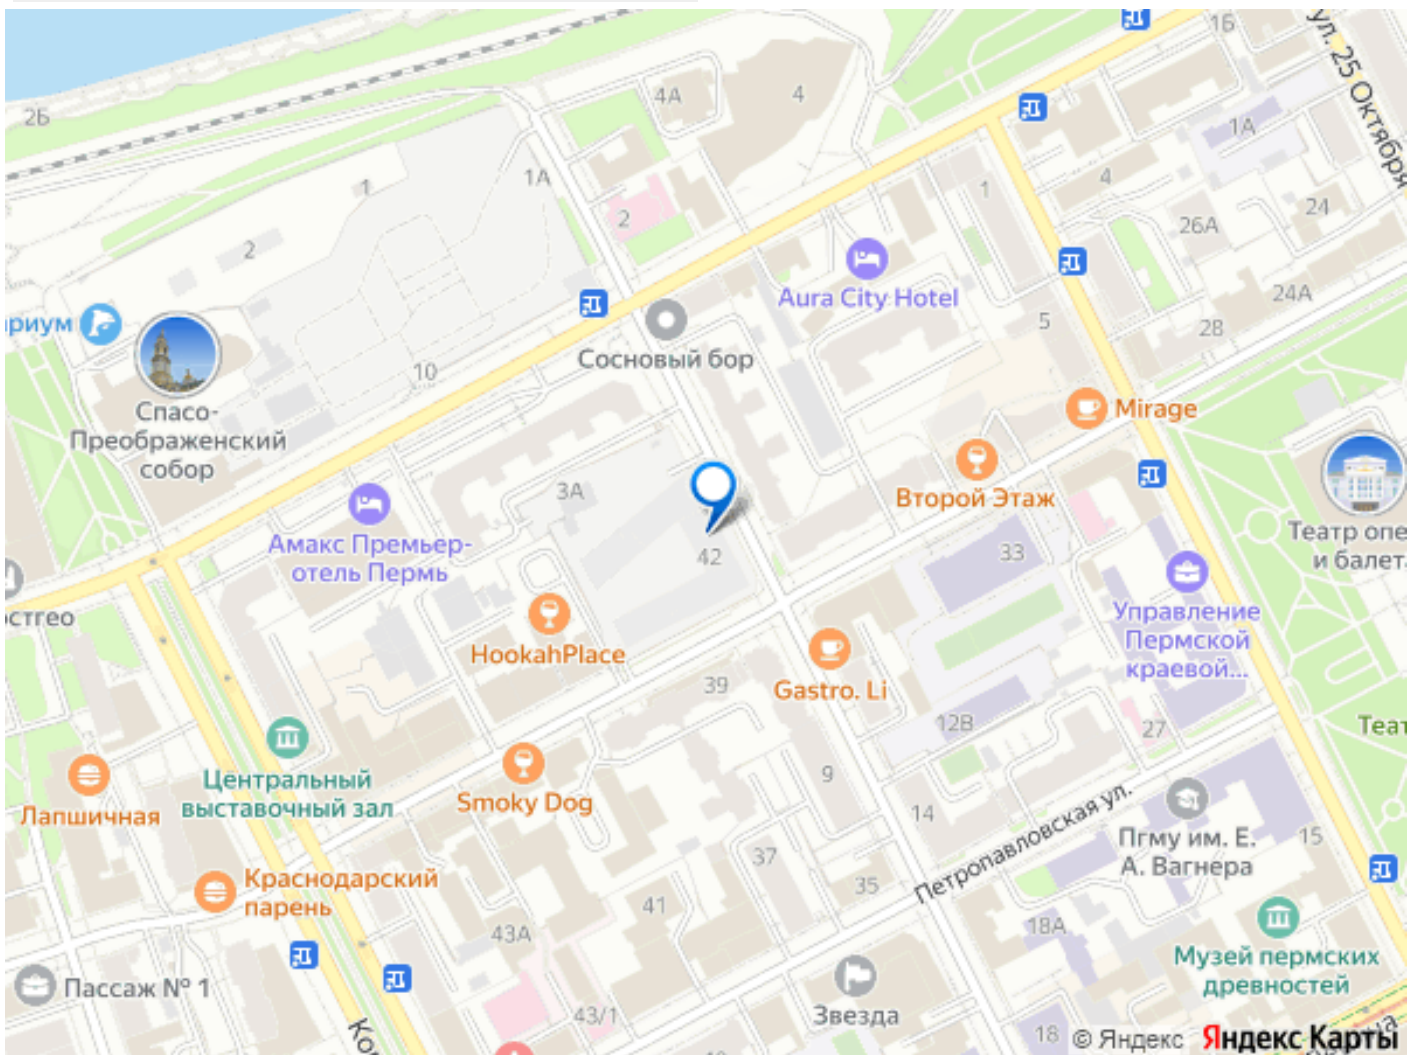 16
ул. 25 Октября
2Б
4А
4
1А
1А
1
4
1
2
24
26А
2
Aura City Hotel
24А
5
28
риум
Сосновый бор
10
Спасо-
Преображенский
собор
Mirage
Второй Этаж
3А
Амакс Премьер-
отель Пермь
42
33
Театр опе
и балет
Управление
Пермской
краевой...
стгео
HookahPlace
39
Gastro. Li
12В
27
Теат
Центральный
выставочный зал
Smoky Dog
9
14
Лапшичная
Петропавловская ул.
Пгму им. Е.
А. Вагнера
15
37
35
Краснодарский
парень
41
43А
18А
Музей пермских
древностей
Пассаж № 1
Звезда
43/1
18
Ко
© Яндекс Яндекс Карты